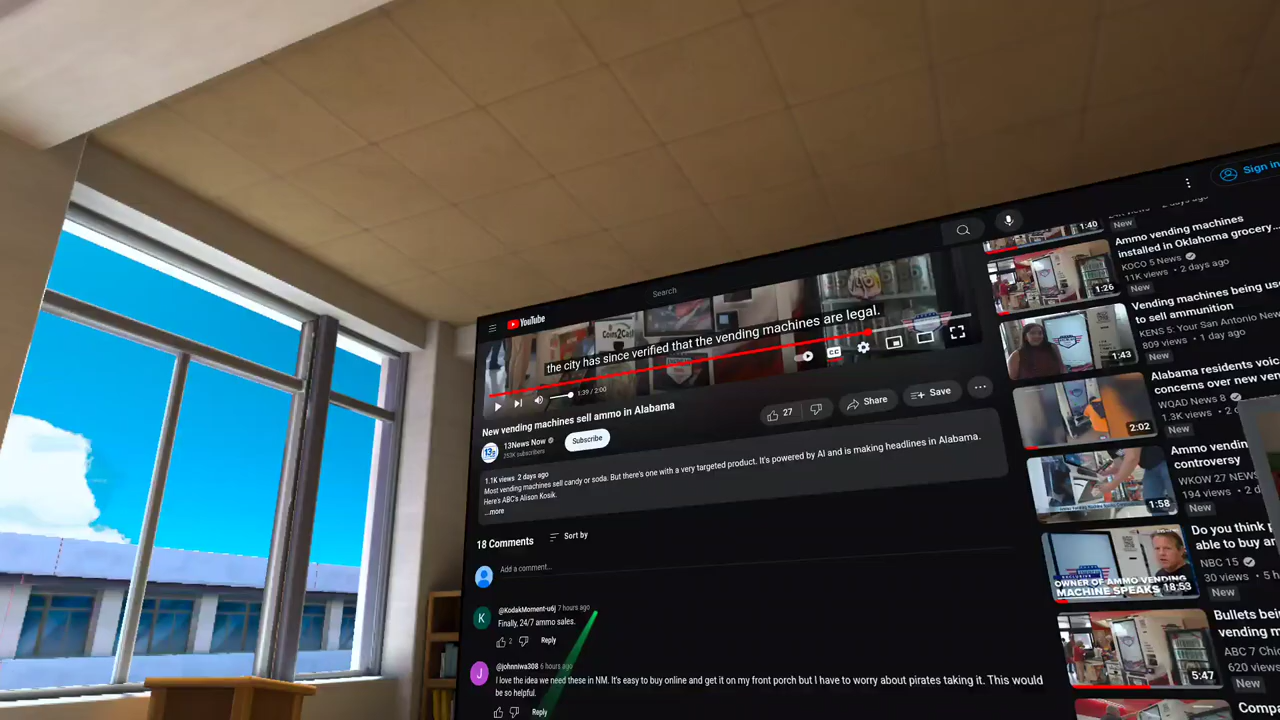 Sign in
Search
YouTube
Coins2Cash
the city has since verified that the vending machines are legal.
CC
1:39 / 2:00
New vending machines sell ammo in Alabama
13News Now
253K subscribers
Subscribe
27
Share
Save
1.1K views 2 days ago
Most vending machines sell candy or soda. But there's one with a very targeted product. It's powered by AI and is making headlines in Alabama.
Here's ABC's Alison Kosik.
...more
18 Comments
Sort by
Add a comment...
K
@KodakMoment-u6j 7 hours ago
Finally, 24/7 ammo sales.
2
Reply
J
@johnniwa308 6 hours ago
I love the idea we need these in NM. It's easy to buy online and get it on my front porch but I have to worry about pirates taking it. This would
be so helpful.
Reply
1:40
New
Ammo vending machines
installed in Oklahoma grocery...
KOCO 5 News
11K views • 2 days ago
New
1:26
Vending machines being use
to sell ammunition
KENS 5: Your San Antonio New
809 views • 1 day ago
New
1:43
Alabama residents voic
concerns over new ven
WQAD News 8
1.3K views • 2
New
2:02
Ammo vendin
controversy
WKOW 27 NEWS
194 views • 2 d
New
1:58
Do you think
able to buy a
NBC 15
30 views • 5 h
New
OWNER OF AMMO VENDING
MACHINE SPEAKS
18:53
Bullets bei
vending m
ABC 7 Chic
620 views
New
5:47
Compa